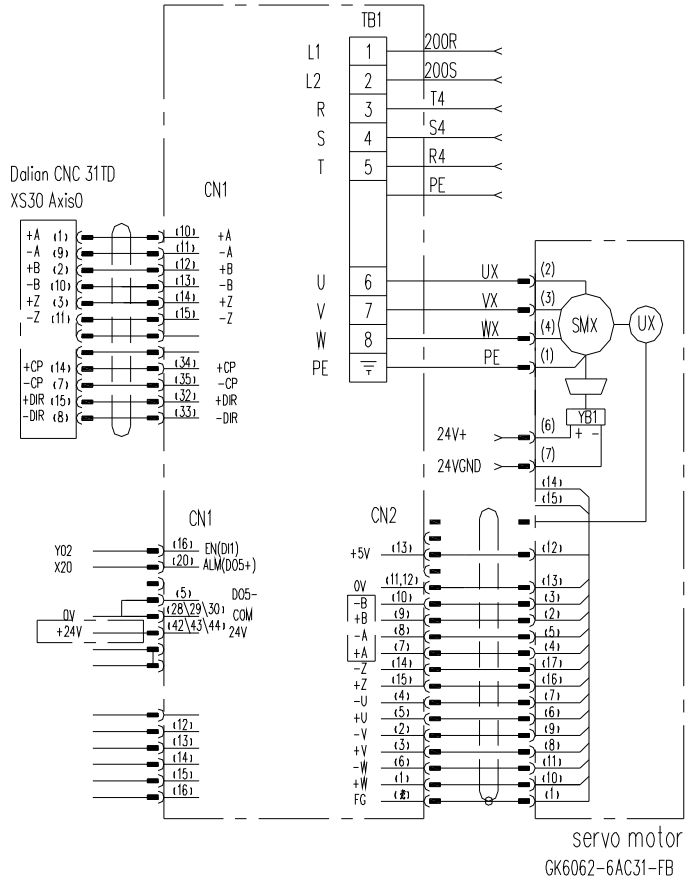 TB1
L1 1 200R
L2 2 200S
R 3 T4
S 4 S4
T 5 R4
PE
Dalian CNC 31TD
XS30 Axis0
CN1
+A (1) (10) +A
-A (9) (11) -A
+B (2) (12) +B
-B (10) (13) -B
+Z (3) (14) +Z
-Z (11) (15) -Z
+CP (14) (34) +CP
-CP (7) (35) -CP
+DIR (15) (32) +DIR
-DIR (8) (33) -DIR
U 6 UX (2)
V 7 VX (3)
W 8 WX (4)
PE PE (1)
SMX
UX
YB1
+ -
24V+ (6)
24VGND (7)
(14)
(15)
CN1
Y02 (16) EN(DI1)
X20 (20) ALM(DO5+)
(5) DO5-
0V (28\29\30) COM
+24V (42\43\44) 24V
(12)
(13)
(14)
(15)
(16)
CN2
+5V (13) (12)
0V (11,12) (13)
-B (10) (3)
+B (9) (2)
-A (8) (5)
+A (7) (4)
-Z (14) (17)
+Z (15) (16)
-U (4) (7)
+U (5) (6)
-V (2) (9)
+V (3) (8)
-W (6) (11)
+W (1) (10)
FG (1)
servo motor
GK6062-6AC31-FB